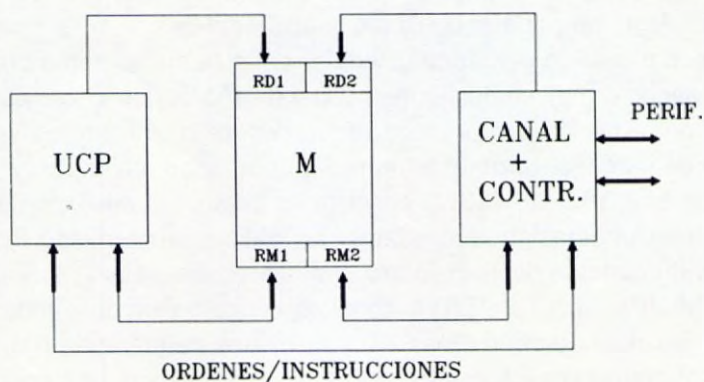 RD1 RD2
UCP
M
CANAL
+
CONTR.
PERIF.
RM1 RM2
ORDENES/INSTRUCCIONES